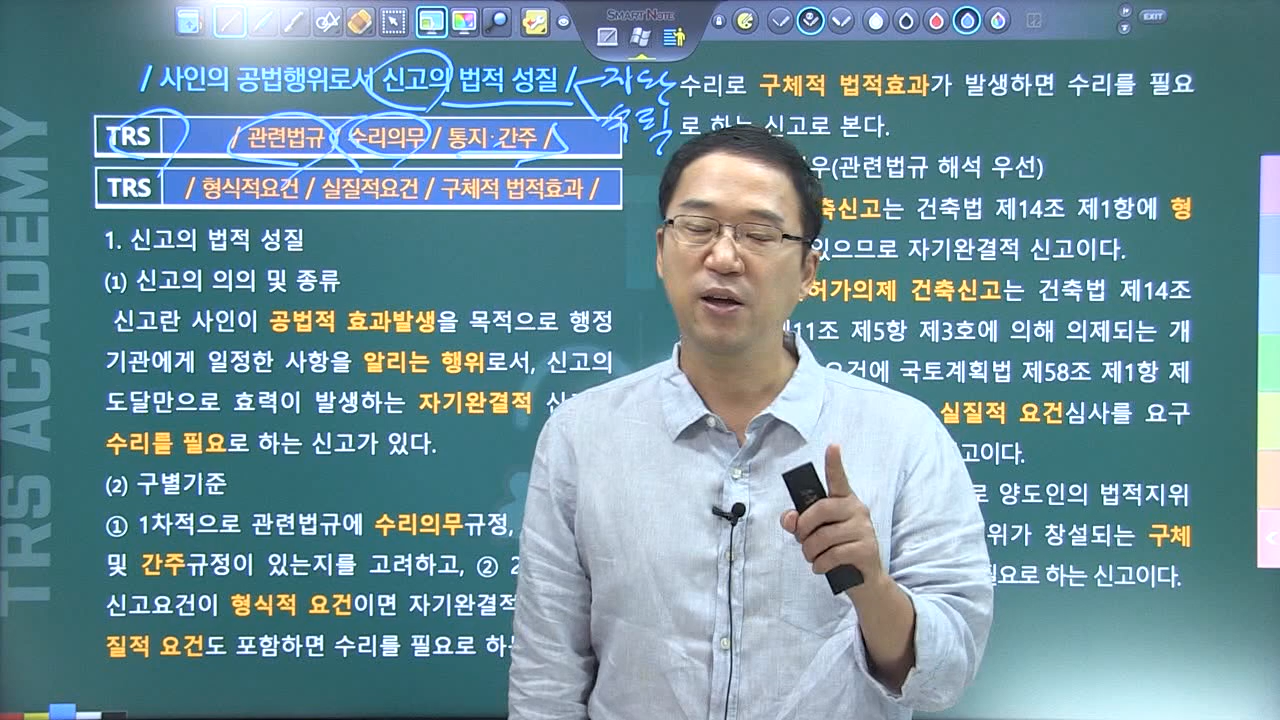 SMARTNOTE
EXIT
/ 사인의 공법행위로서 신고의 법적 성질 /
자완
수필
TRS / 관련법규 / 수리의무 / 통지·간주 /
TRS / 형식적요건 / 실질적요건 / 구체적 법적효과 /
1. 신고의 법적 성질
(1) 신고의 의의 및 종류
신고란 사인이 공법적 효과발생을 목적으로 행정
기관에게 일정한 사항을 알리는 행위로서, 신고의
도달만으로 효력이 발생하는 자기완결적
수리를 필요로 하는 신고가 있다.
(2) 구별기준
① 1차적으로 관련법규에 수리의무규정,
및 간주규정이 있는지를 고려하고, ②
신고요건이 형식적 요건이면 자기완결적
질적 요건도 포함하면 수리를 필요로 하
수리로 구체적 법적효과가 발생하면 수리를 필요
로 하는 신고로 본다.
우(관련법규 해석 우선)
축신고는 건축법 제14조 제1항에 형
있으므로 자기완결적 신고이다.
허가의제 건축신고는 건축법 제14조
11조 제5항 제3호에 의해 의제되는 개
요건에 국토계획법 제58조 제1항 제
실질적 요건심사를 요구
고이다.
로 양도인의 법적지위
위가 창설되는 구체
필요로 하는 신고이다.
TRS ACADEMY